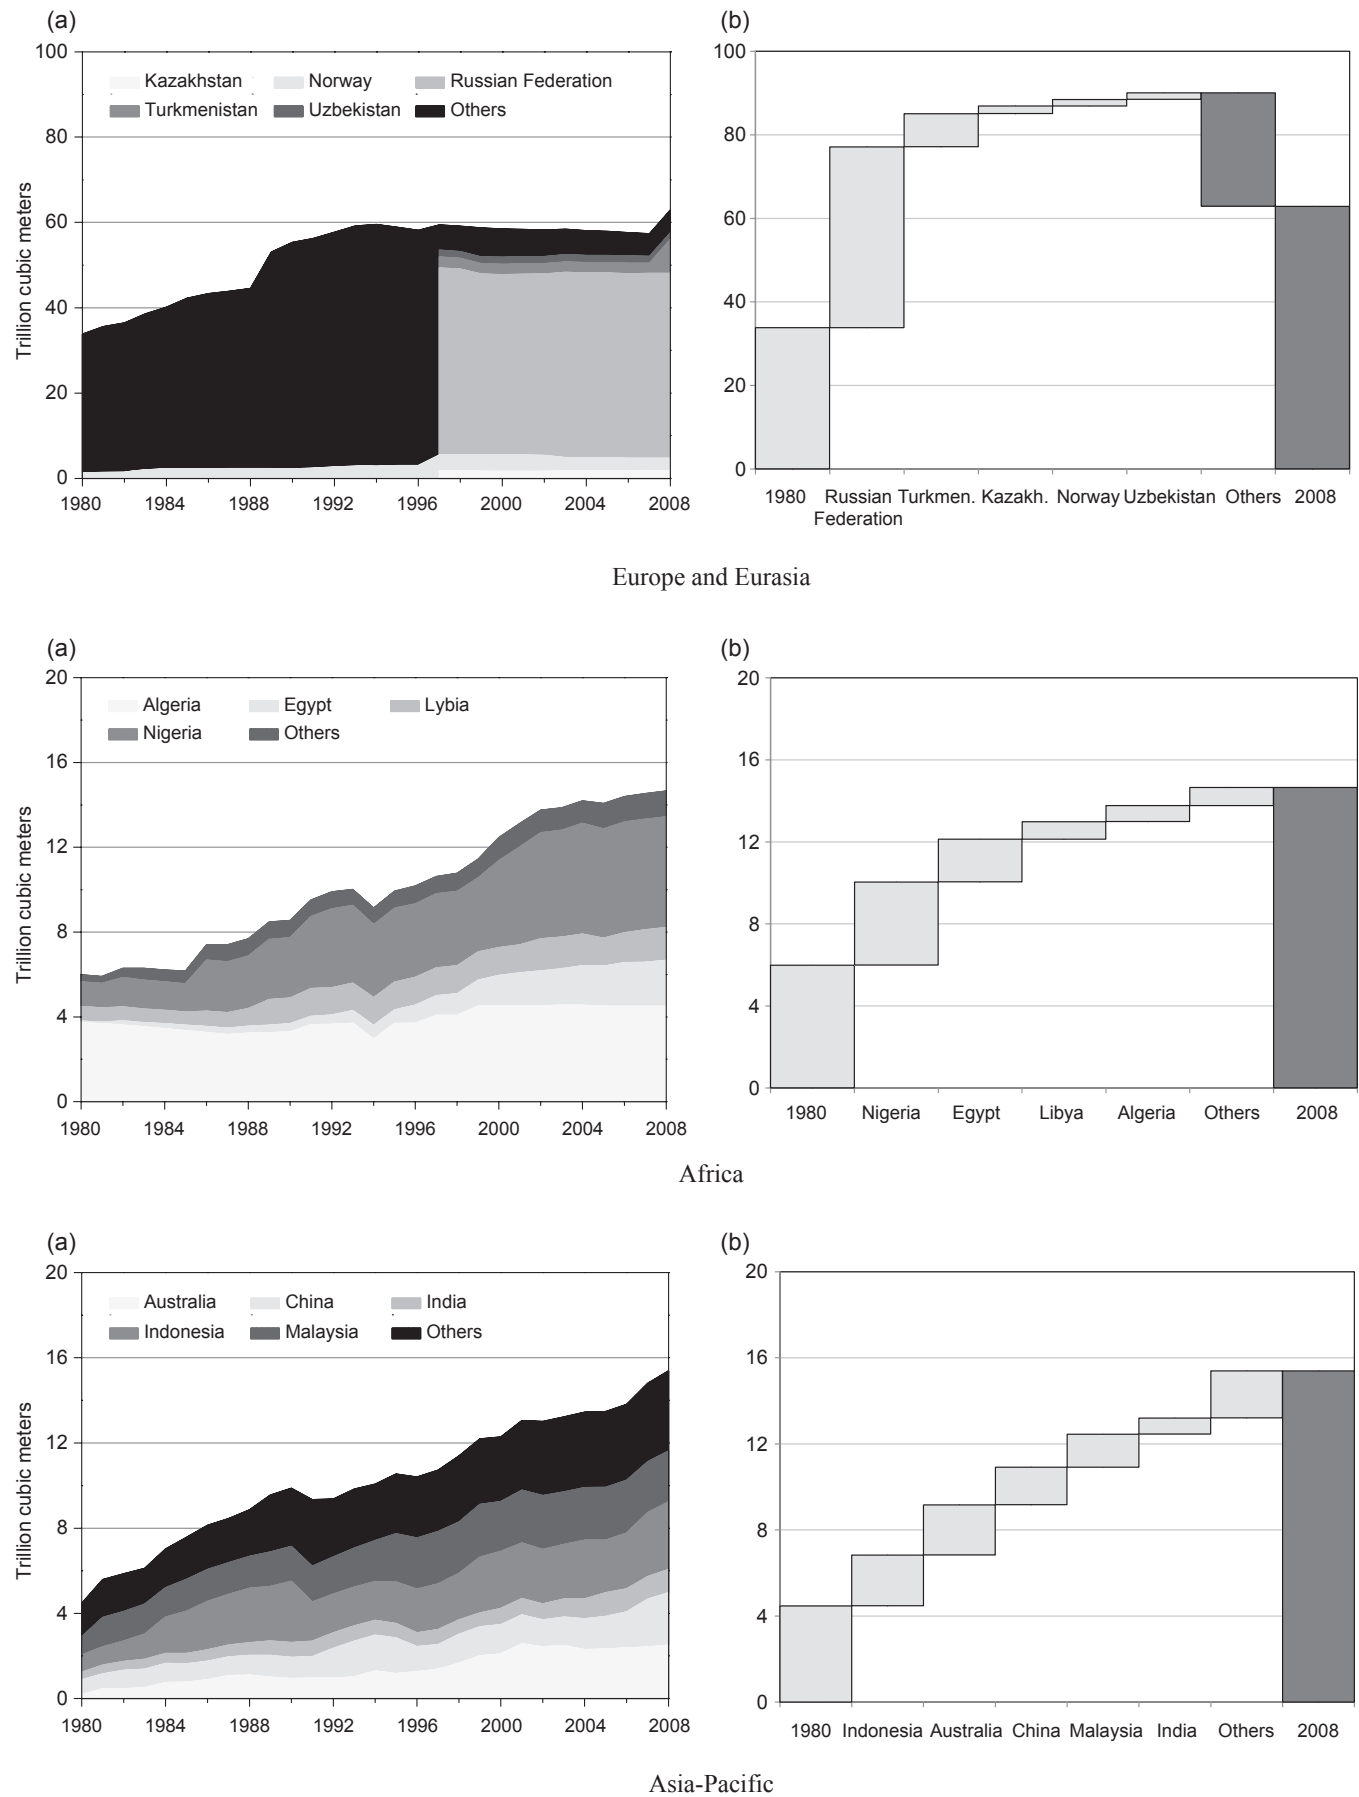 (a)
100
80
60
40
20
0
Trillion cubic meters
Kazakhstan Norway Russian Federation
Turkmenistan Uzbekistan Others
1980 1984 1988 1992 1996 2000 2004 2008
(b)
100
80
60
40
20
0
1980 Russian Federation Turkmen. Kazakh. Norway Uzbekistan Others 2008
Europe and Eurasia
(a)
20
16
12
8
4
0
Trillion cubic meters
Algeria Egypt Lybia
Nigeria Others
1980 1984 1988 1992 1996 2000 2004 2008
(b)
20
16
12
8
4
0
1980 Nigeria Egypt Libya Algeria Others 2008
Africa
(a)
20
16
12
8
4
0
Trillion cubic meters
Australia China India
Indonesia Malaysia Others
1980 1984 1988 1992 1996 2000 2004 2008
(b)
20
16
12
8
4
0
1980 Indonesia Australia China Malaysia India Others 2008
Asia-Pacific